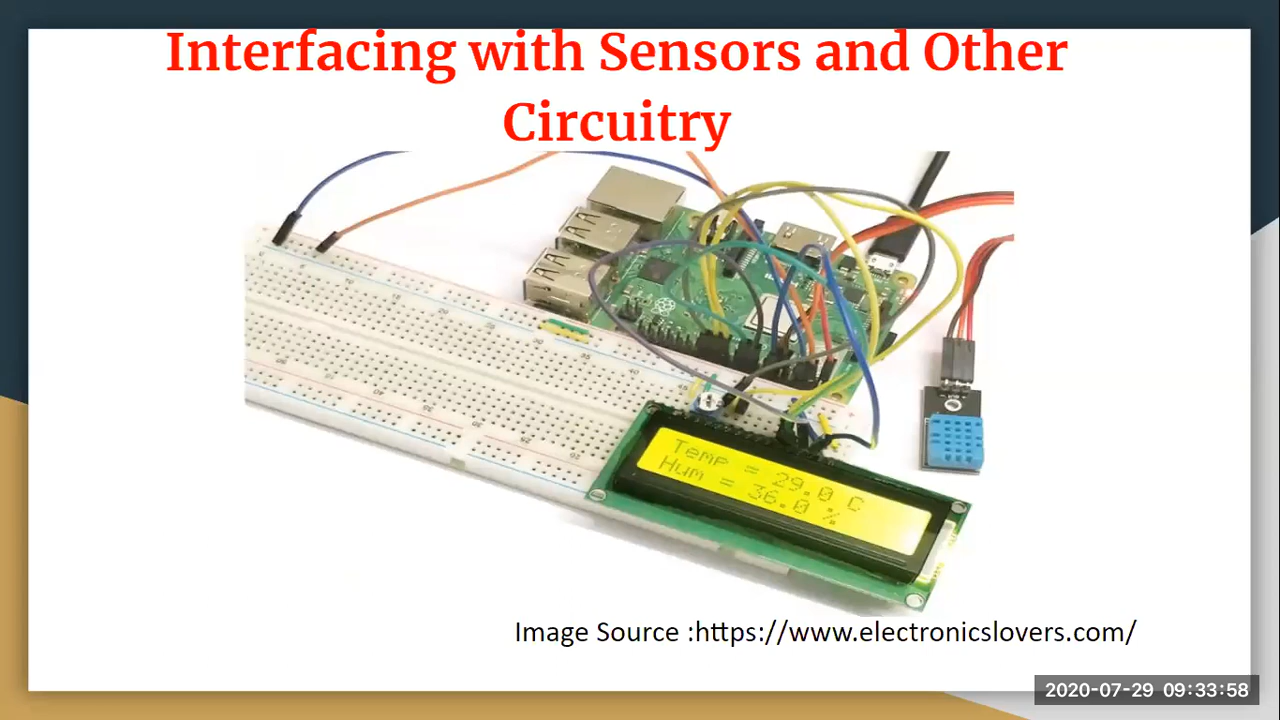 Interfacing with Sensors and Other
Circuitry
Temp = 29.0 C
Hum = 36.0 %
Image Source :https://www.electronicslovers.com/
2020-07-29 09:33:58